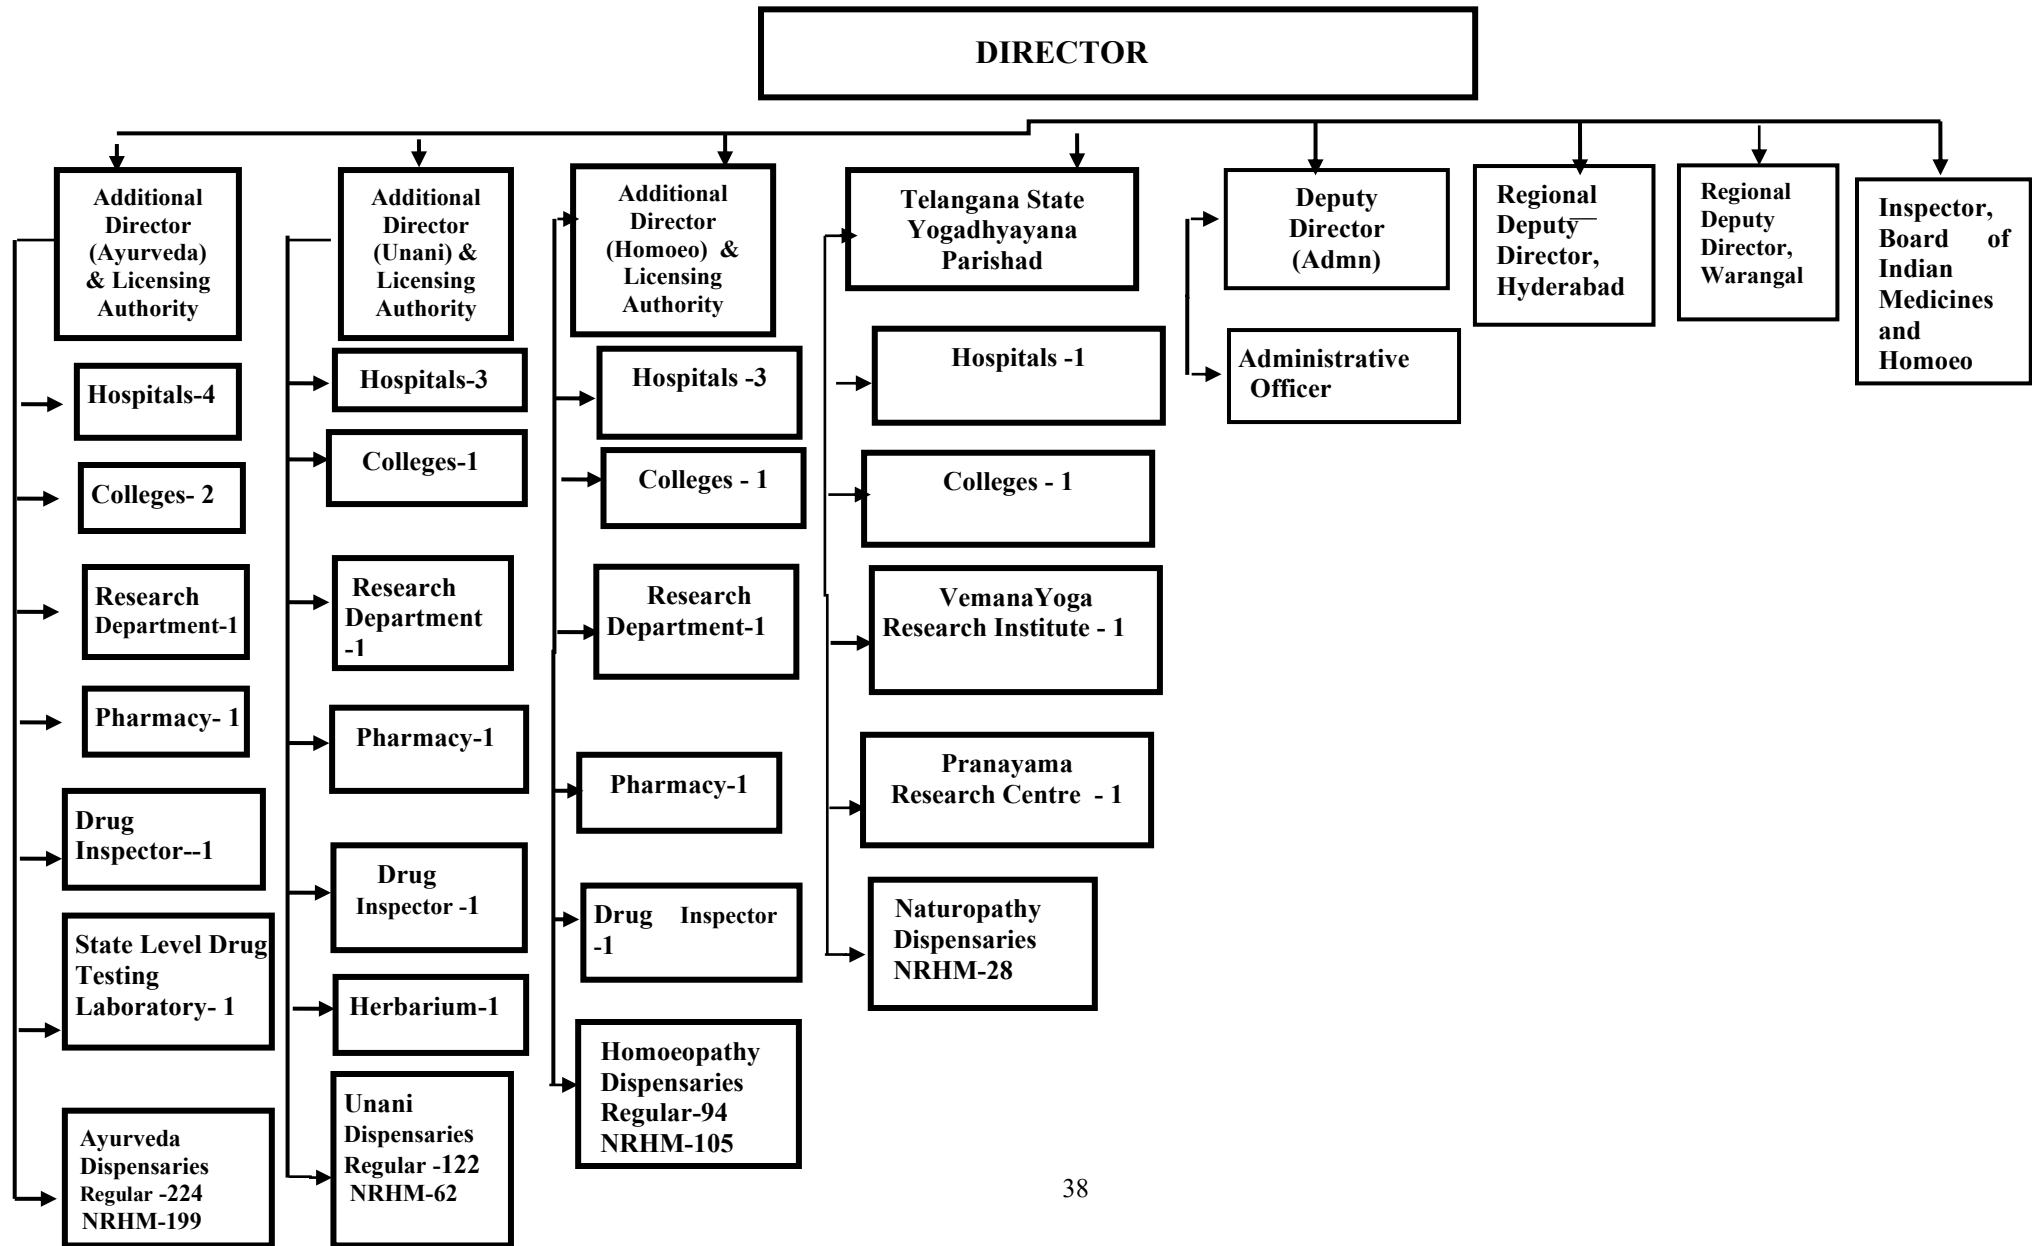 DIRECTOR
Additional
Director
(Ayurveda)
& Licensing
Authority
Hospitals-4
Colleges- 2
Research
Department-1
Pharmacy- 1
Drug
Inspector--1
State Level Drug
Testing
Laboratory- 1
Ayurveda
Dispensaries
Regular -224
NRHM-199
Additional
Director
(Unani) &
Licensing
Authority
Hospitals-3
Colleges-1
Research
Department
-1
Pharmacy-1
Drug
Inspector -1
Herbarium-1
Unani
Dispensaries
Regular -122
NRHM-62
Additional
Director
(Homoeo) &
Licensing
Authority
Hospitals -3
Colleges - 1
Research
Department-1
Pharmacy-1
Drug Inspector
-1
Homoeopathy
Dispensaries
Regular-94
NRHM-105
Telangana State
Yogadhyayana
Parishad
Hospitals -1
Colleges - 1
VemanaYoga
Research Institute - 1
Pranayama
Research Centre - 1
Naturopathy
Dispensaries
NRHM-28
Deputy
Director
(Admn)
Administrative
Officer
Regional
Deputy
Director,
Hyderabad
Regional
Deputy
Director,
Warangal
Inspector,
Board of
Indian
Medicines
and
Homoeo
38